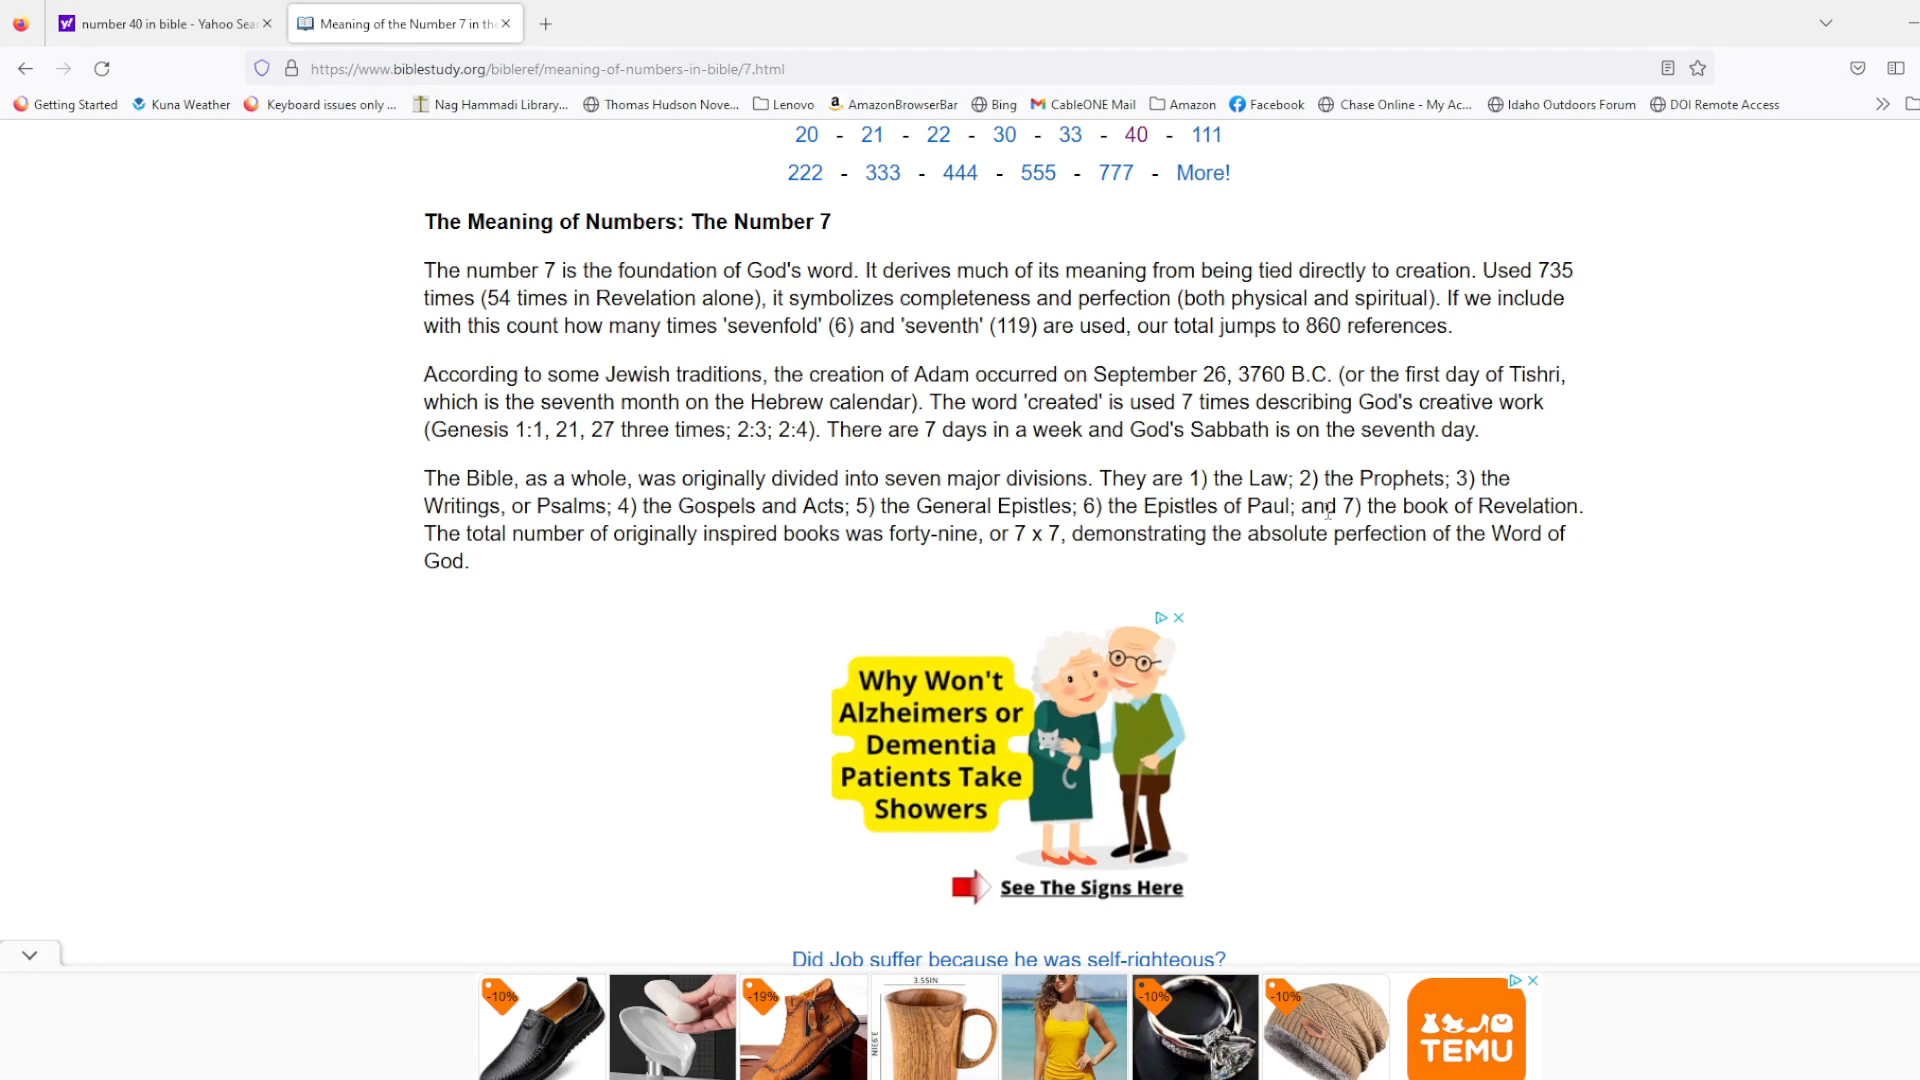 number 40 in bible - Yahoo Sea
Meaning of the Number 7 in the
https://www.biblestudy.org/bibleref/meaning-of-numbers-in-bible/7.html
Getting Started
Kuna Weather
Keyboard issues only ...
Nag Hammadi Library...
Thomas Hudson Nove...
Lenovo
AmazonBrowserBar
Bing
CableONE Mail
Amazon
Facebook
Chase Online - My Ac...
Idaho Outdoors Forum
DOI Remote Access
20 - 21 - 22 - 30 - 33 - 40 - 111
222 - 333 - 444 - 555 - 777 - More!
The Meaning of Numbers: The Number 7
The number 7 is the foundation of God's word. It derives much of its meaning from being tied directly to creation. Used 735
times (54 times in Revelation alone), it symbolizes completeness and perfection (both physical and spiritual). If we include
with this count how many times 'sevenfold' (6) and 'seventh' (119) are used, our total jumps to 860 references.
According to some Jewish traditions, the creation of Adam occurred on September 26, 3760 B.C. (or the first day of Tishri,
which is the seventh month on the Hebrew calendar). The word 'created' is used 7 times describing God's creative work
(Genesis 1:1, 21, 27 three times; 2:3; 2:4). There are 7 days in a week and God's Sabbath is on the seventh day.
The Bible, as a whole, was originally divided into seven major divisions. They are 1) the Law; 2) the Prophets; 3) the
Writings, or Psalms; 4) the Gospels and Acts; 5) the General Epistles; 6) the Epistles of Paul; and 7) the book of Revelation.
The total number of originally inspired books was forty-nine, or 7 x 7, demonstrating the absolute perfection of the Word of
God.
Why Won't
Alzheimers or
Dementia
Patients Take
Showers
See The Signs Here
Did Job suffer because he was self-righteous?
-10%
-19%
3.55IN
3.93IN
-10%
-10%
TEMU